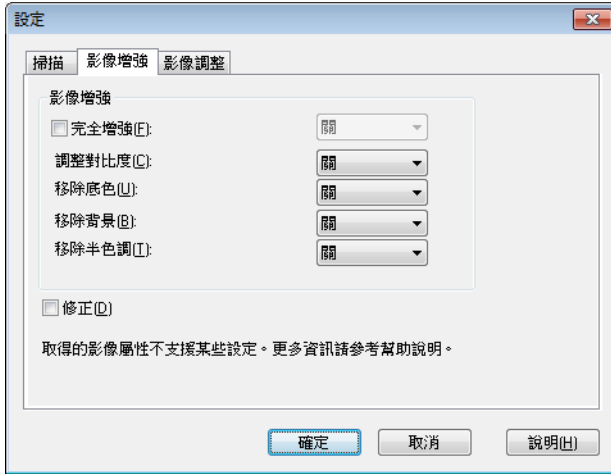 設定
掃描 影像增強 影像調整
影像增強
完全增強(F): 關
調整對比度(C): 關
移除底色(U): 關
移除背景(B): 關
移除半色調(T): 關
修正(D)
取得的影像屬性不支援某些設定。更多資訊請參考幫助說明。
確定 取消 說明(H)